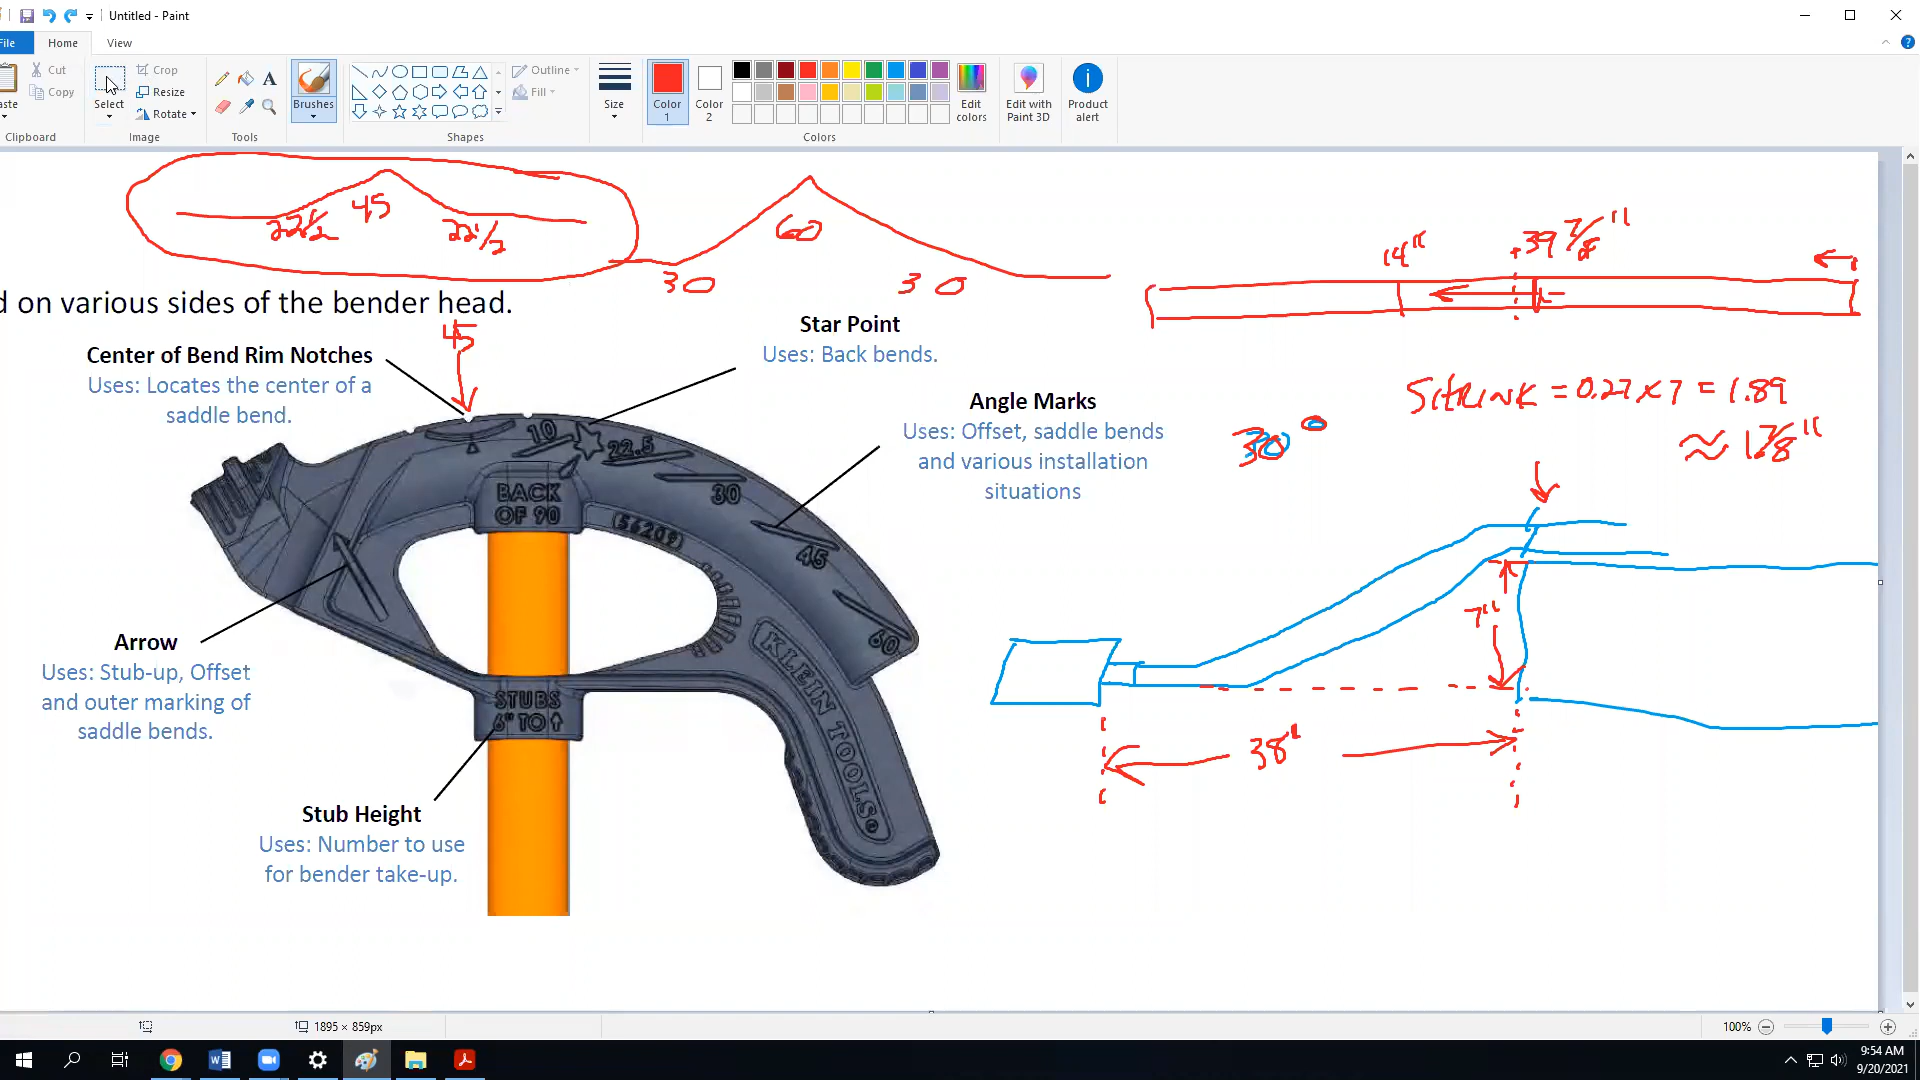 Untitled - Paint
File
Home
View
Cut
Copy
Clipboard
Select
Crop
Resize
Rotate
Image
Tools
Brushes
Outline
Fill
Shapes
Size
Color
1
Color
2
Edit
colors
Colors
Edit with
Paint 3D
Product
alert
22½
45
22½
30
60
30
14"
39 7/8"
d on various sides of the bender head.
45
Center of Bend Rim Notches
Uses: Locates the center of a
saddle bend.
Star Point
Uses: Back bends.
Angle Marks
Uses: Offset, saddle bends
and various installation
situations
Arrow
Uses: Stub-up, Offset
and outer marking of
saddle bends.
Stub Height
Uses: Number to use
for bender take-up.
10
22.5
30
45
60
BACK
OF 90
(56209)
STUBS
6" TO ↑
KLEIN TOOLS®
SHRINK = 0.27 x 7 = 1.89
≈ 1 7/8"
30°
7"
38"
1895 × 859px
100%
9:54 AM
9/20/2021